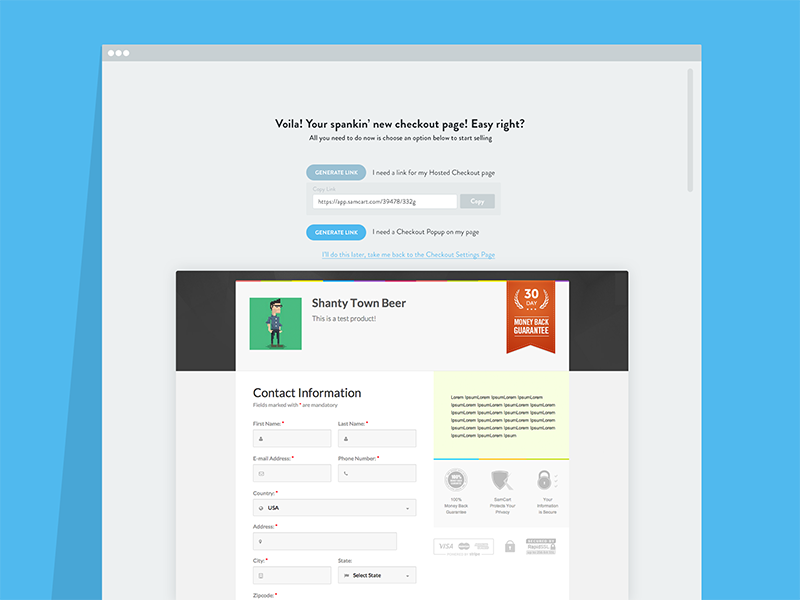 Voila! Your spankin' new checkout page! Easy right?
All you need to do now is choose an option below to start selling
GENERATE LINK I need a link for my Hosted Checkout page
Copy Link
https://app.samcart.com/39478/332g Copy
GENERATE LINK I need a Checkout Popup on my page
I'll do this later, take me back to the Checkout Settings Page
Shanty Town Beer
This is a test product!
30
DAY
MONEY BACK
GUARANTEE
Contact Information
Fields marked with * are mandatory
First Name: * Last Name: *
E-mail Address: * Phone Number: *
Country: *
USA
Address: *
City: * State:
Select State
Zipcode: *
Lorem IpsumLorem IpsumLorem IpsumLorem
IpsumLorem IpsumLorem IpsumLorem IpsumLorem
IpsumLorem IpsumLorem IpsumLorem IpsumLorem
IpsumLorem IpsumLorem IpsumLorem IpsumLorem
IpsumLorem IpsumLorem IpsumLorem IpsumLorem
IpsumLorem IpsumLorem Ipsum
100%
Money Back
Guarantee
SamCart
Protects Your
Privacy
Your
Information
is Secure
VISA
RapidSSL